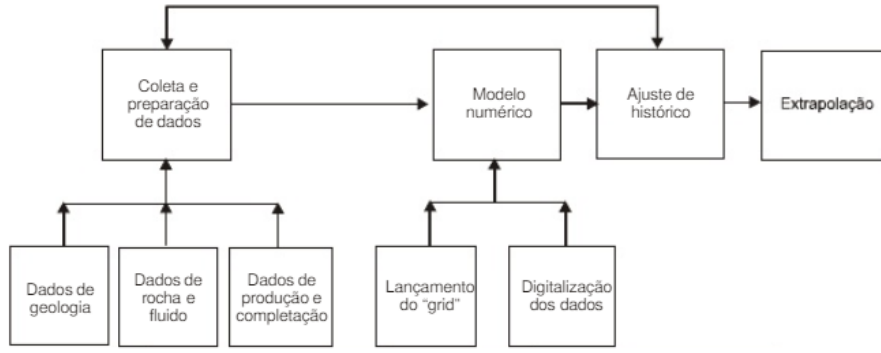 Coleta e
preparação
de dados
Modelo
numérico
Ajuste de
histórico
Extrapolação
Dados de
geologia
Dados de
rocha e
fluido
Dados de
produção e
completação
Lançamento
do “grid”
Digitalização
dos dados